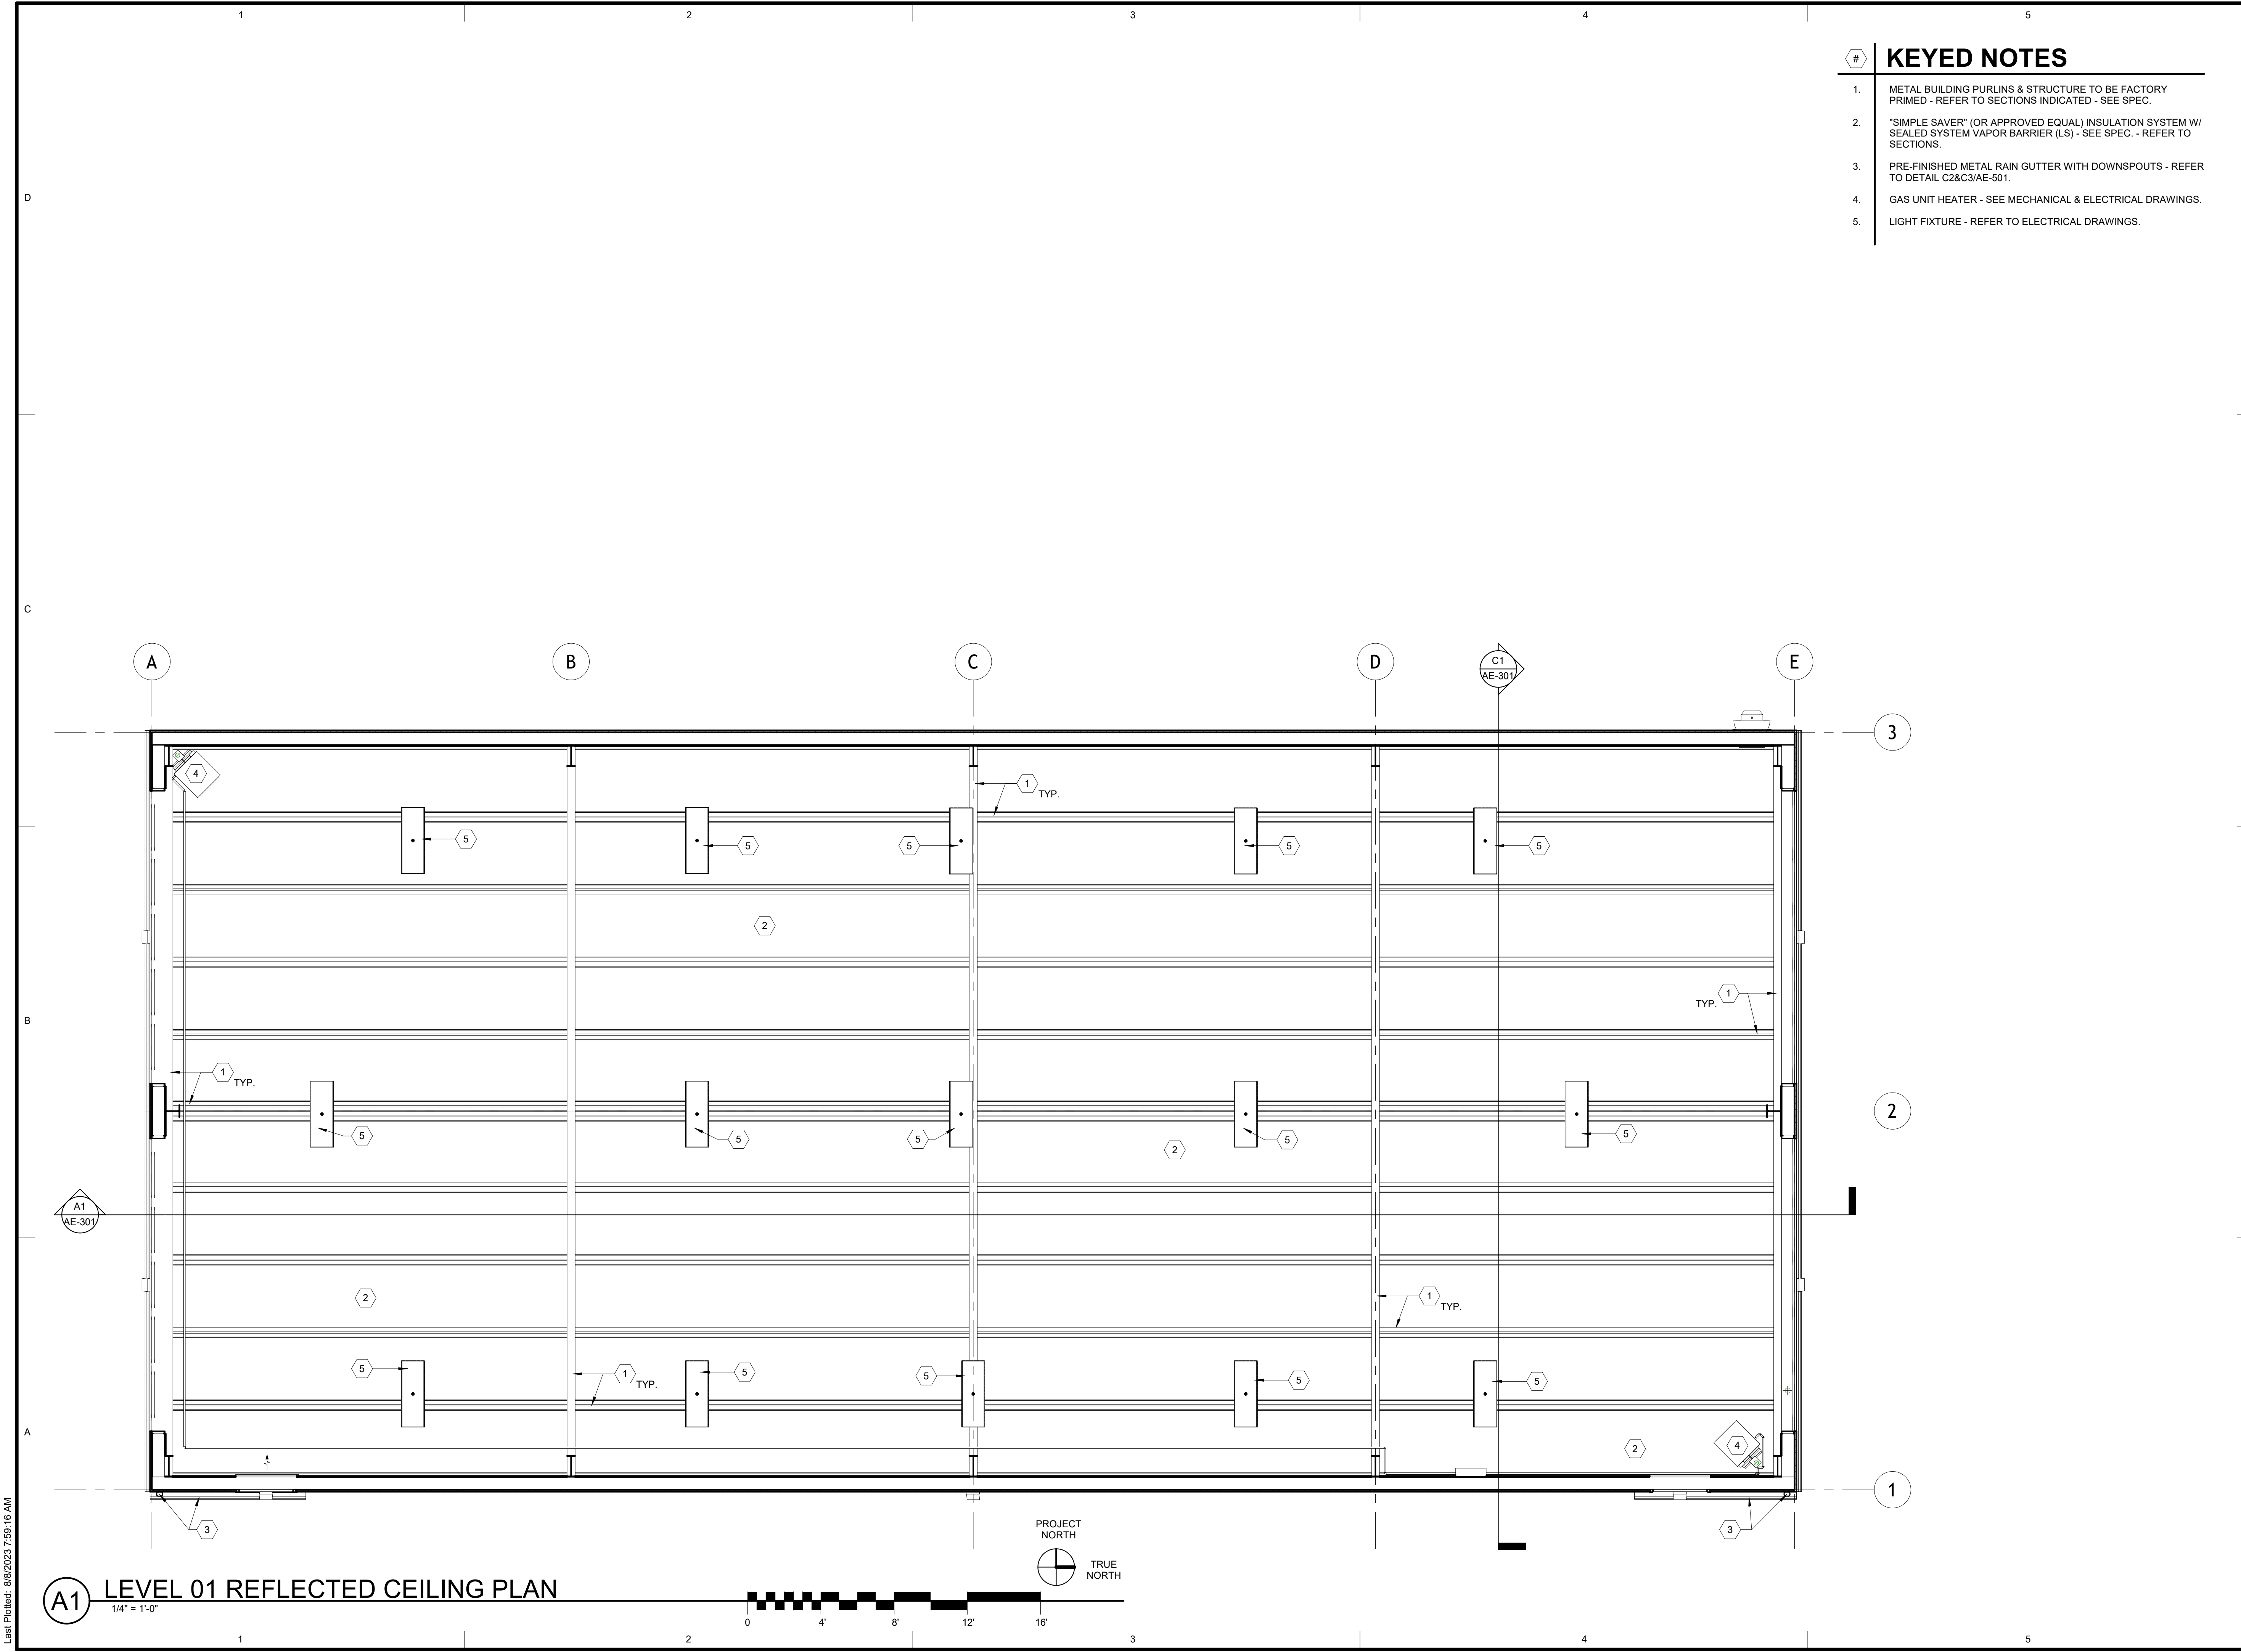 1 2 3 4 5
# KEYED NOTES
1. METAL BUILDING PURLINS & STRUCTURE TO BE FACTORY
PRIMED - REFER TO SECTIONS INDICATED - SEE SPEC.
2. "SIMPLE SAVER" (OR APPROVED EQUAL) INSULATION SYSTEM W/
SEALED SYSTEM VAPOR BARRIER (LS) - SEE SPEC. - REFER TO
SECTIONS.
3. PRE-FINISHED METAL RAIN GUTTER WITH DOWNSPOUTS - REFER
TO DETAIL C2&C3/AE-501.
4. GAS UNIT HEATER - SEE MECHANICAL & ELECTRICAL DRAWINGS.
5. LIGHT FIXTURE - REFER TO ELECTRICAL DRAWINGS.
D
C
A B C D C1 E
AE-301
3
4
1
TYP.
5 5 5 5 5
2
1
TYP.
B
1
TYP.
2
5 5 5 5 5
2
A1
AE-301
2
1
TYP.
5 1 5 5 5 5
TYP.
A
2 4
1
3 3
PROJECT
NORTH
TRUE
NORTH
A1 LEVEL 01 REFLECTED CEILING PLAN
1/4" = 1'-0"
0 4' 8' 12' 16'
1 2 3 4 5
Last Plotted: 8/8/2023 7:59:16 AM